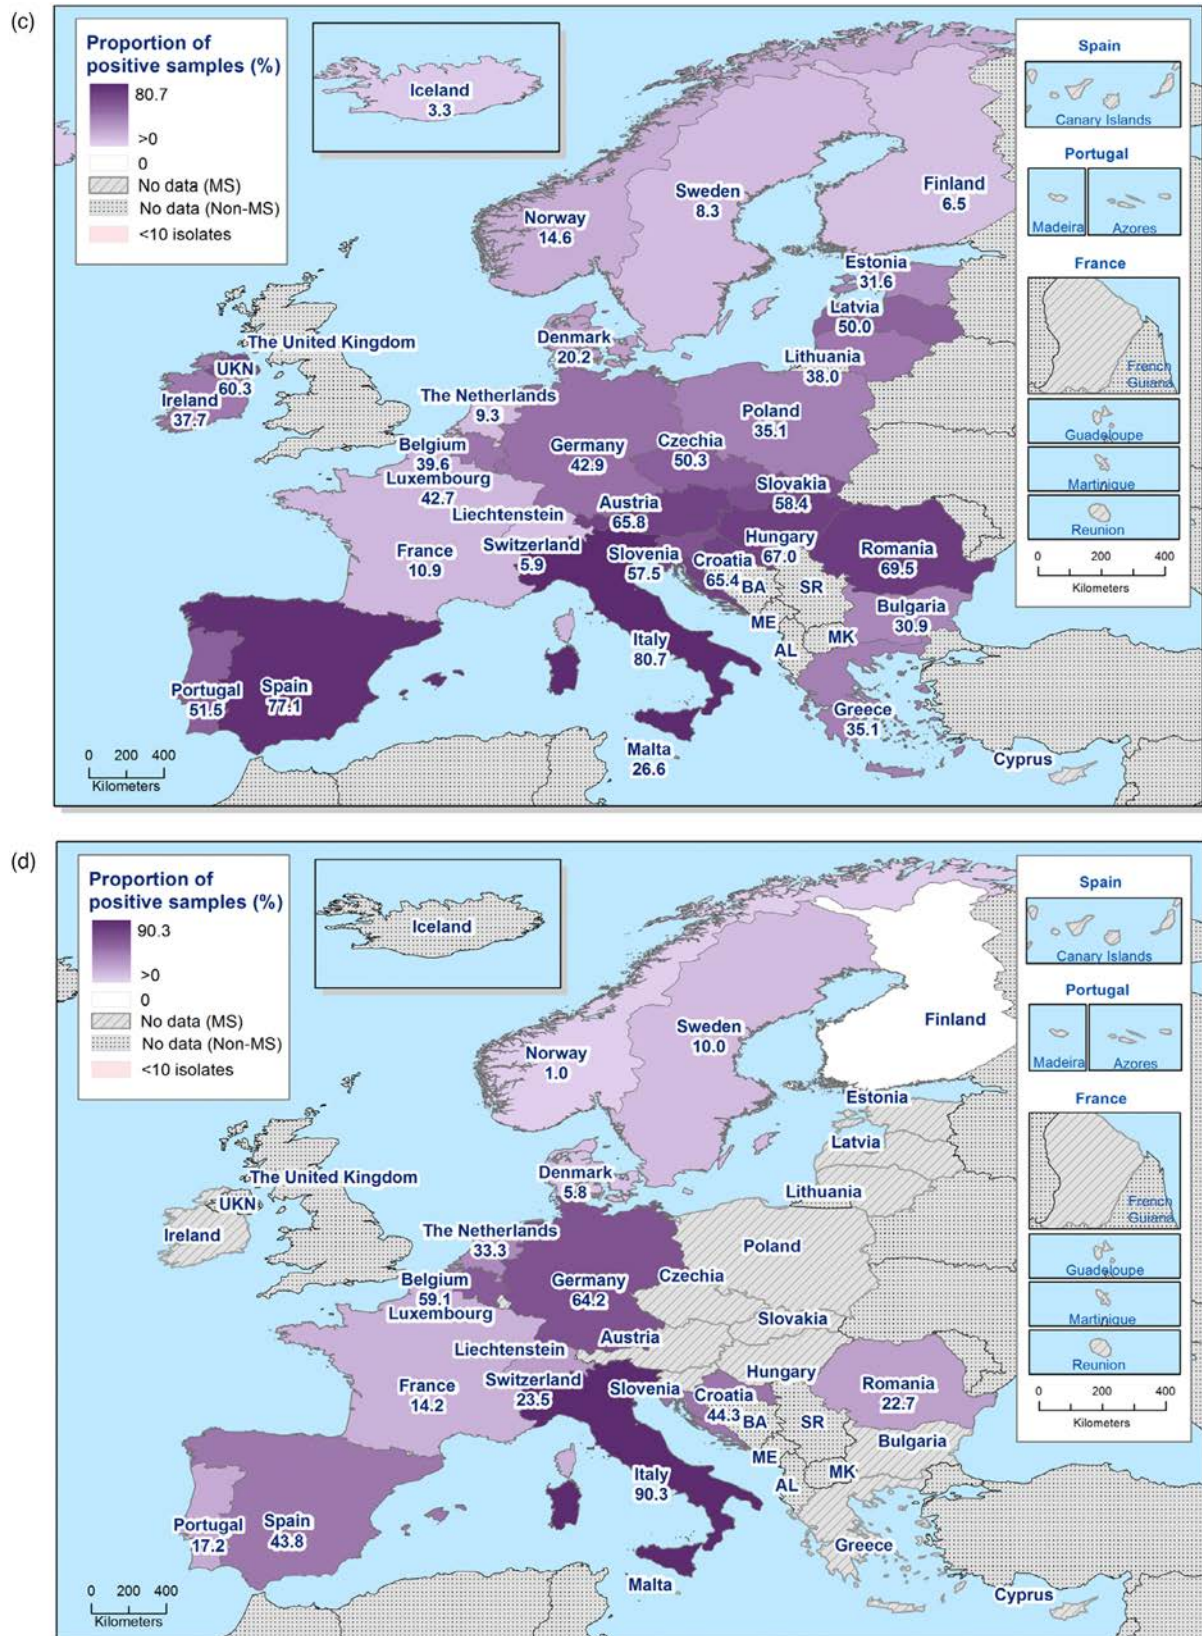 (c)
Proportion of
positive samples (%)
80.7
>0
0
No data (MS)
No data (Non-MS)
<10 isolates
Iceland
3.3
Spain
Canary Islands
Portugal
Madeira
Azores
France
French
Guiana
Guadeloupe
Martinique
Reunion
0 200 400
Kilometers
Norway
14.6
Sweden
8.3
Finland
6.5
Estonia
31.6
Latvia
50.0
Lithuania
38.0
Denmark
20.2
The United Kingdom
UKN
60.3
Ireland
37.7
The Netherlands
9.3
Belgium
39.6
Luxembourg
42.7
Germany
42.9
Poland
35.1
Czechia
50.3
Slovakia
58.4
Austria
65.8
Liechtenstein
Switzerland
5.9
France
10.9
Slovenia
57.5
Croatia
65.4
Hungary
67.0
Romania
69.5
BA
SR
Bulgaria
30.9
ME
MK
AL
Italy
80.7
Portugal
51.5
Spain
77.1
Greece
35.1
Malta
26.6
Cyprus
0 200 400
Kilometers
(d)
Proportion of
positive samples (%)
90.3
>0
0
No data (MS)
No data (Non-MS)
<10 isolates
Iceland
Spain
Canary Islands
Portugal
Madeira
Azores
France
French
Guiana
Guadeloupe
Martinique
Reunion
0 200 400
Kilometers
Norway
1.0
Sweden
10.0
Finland
Estonia
Latvia
Lithuania
Denmark
5.8
The United Kingdom
UKN
Ireland
The Netherlands
33.3
Belgium
59.1
Luxembourg
Germany
64.2
Poland
Czechia
Slovakia
Austria
Liechtenstein
Switzerland
23.5
France
14.2
Slovenia
Croatia
44.3
Hungary
Romania
22.7
BA
SR
Bulgaria
ME
MK
AL
Italy
90.3
Portugal
17.2
Spain
43.8
Greece
Malta
Cyprus
0 200 400
Kilometers